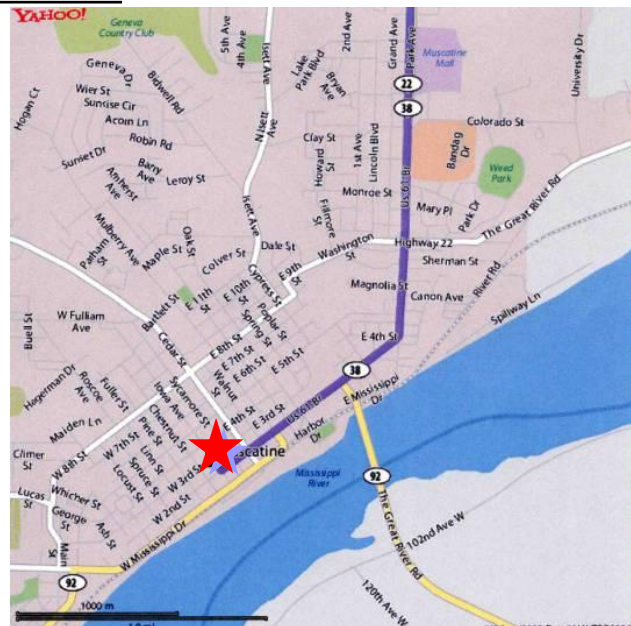 YAHOO!
Geneva
Country Club
5th Ave
4th Ave
Isett Ave
N Isett
Ave
Lake
Park Blvd
Bryan
Ave
2nd Ave
Grand Ave
Park Ave
Muscatine
Mall
University Dr
22
38
Geneva Dr
Bidwell Rd
Hogan Ct
Wier St
Sunrise Cir
Acorn Ln
Robin Rd
Sunset Dr
Barry
Ave
Leroy St
Amherst
Ave
Clay St
Howard
St
1st Ave
Lincoln Blvd
Colorado St
Bandag
Dr
Weed
Park
Monroe St
Fillmore
St
US 61 Br
Mary Pl
Park Dr
The Great River Rd
Isett Ave
Mulberry Ave
Parham
St
Maple St
Oak
St
Colver St
Dale St
Washington
St
Highway 22
Sherman St
River Rd
Cypress St
E 9th St
E 10th
St
E 11th
St
Bartlett St
Magnolia St
Canon Ave
Spillway Ln
Spring St
Poplar
St
W Fulliam
Ave
Buell St
Cedar St
E 8th St
E 7th St
E 6th St
E 5th St
E 4th St
38
Hagerman Dr
Roscoe
Ave
Fuller St
Sycamore St
Iowa Ave
Walnut
St
E 4th St
E 3rd St
US 61 Br
E Mississippi
Dr
Harbor
Dr
Maiden Ln
Chestnut St
Pine St
Linn St
Spruce St
Locust St
W 7th St
W 8th St
W 3rd St
W 2nd St
scatine
Climer
St
Mississippi
River
92
Lucas
St
Whicher St
George
St
Ash St
W Mississippi Dr
The Great River Rd
102nd Ave W
120th Ave W
Main
St
92
1000 m